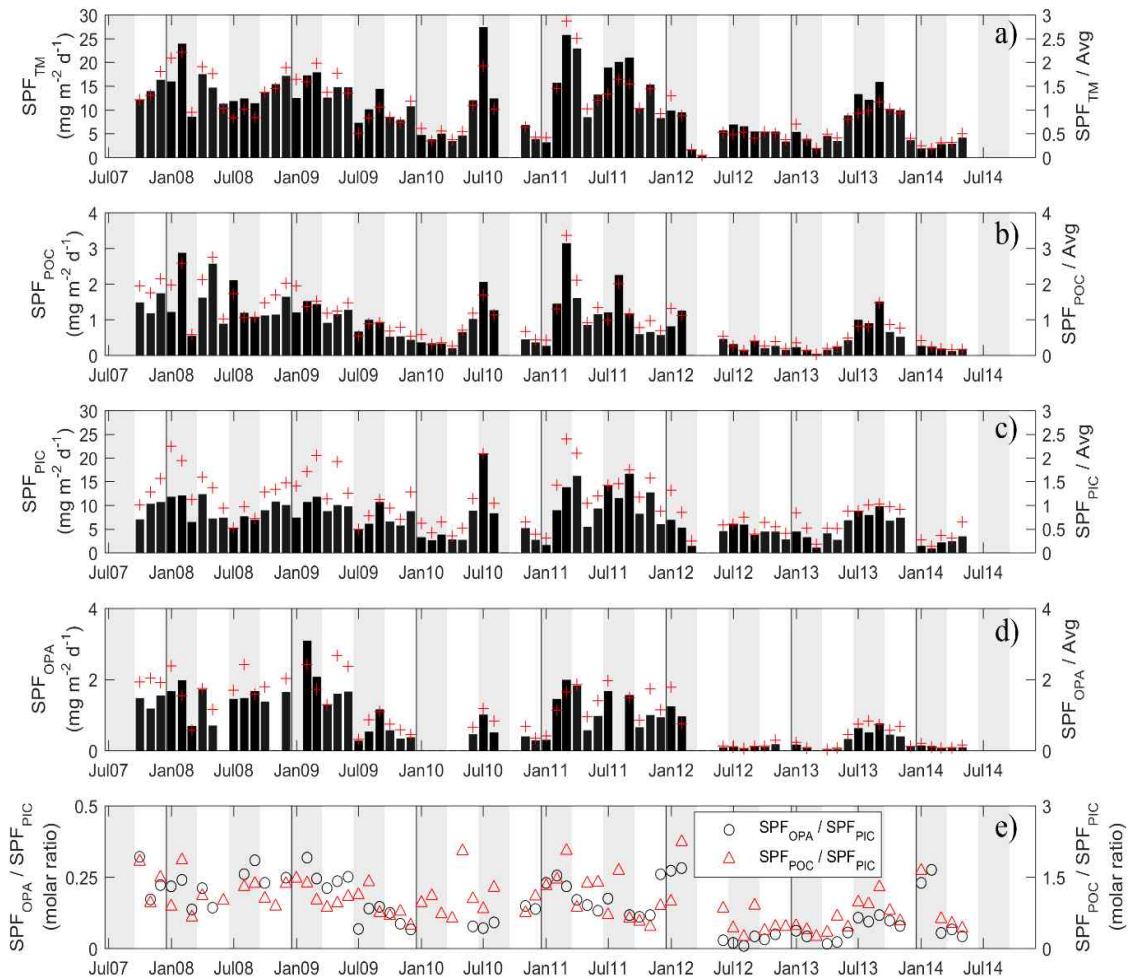 a)
SPF_TM
(mg m⁻² d⁻¹)
30
25
20
15
10
5
0
3
2.5
2
1.5
1
0.5
0
SPF_TM / Avg
Jul07 Jan08 Jul08 Jan09 Jul09 Jan10 Jul10 Jan11 Jul11 Jan12 Jul12 Jan13 Jul13 Jan14 Jul14
b)
SPF_POC
(mg m⁻² d⁻¹)
4
3
2
1
0
4
3
2
1
0
SPF_POC / Avg
Jul07 Jan08 Jul08 Jan09 Jul09 Jan10 Jul10 Jan11 Jul11 Jan12 Jul12 Jan13 Jul13 Jan14 Jul14
c)
SPF_PIC
(mg m⁻² d⁻¹)
30
25
20
15
10
5
0
3
2.5
2
1.5
1
0.5
0
SPF_PIC / Avg
Jul07 Jan08 Jul08 Jan09 Jul09 Jan10 Jul10 Jan11 Jul11 Jan12 Jul12 Jan13 Jul13 Jan14 Jul14
d)
SPF_OPA
(mg m⁻² d⁻¹)
4
2
0
4
2
0
SPF_OPA / Avg
Jul07 Jan08 Jul08 Jan09 Jul09 Jan10 Jul10 Jan11 Jul11 Jan12 Jul12 Jan13 Jul13 Jan14 Jul14
e)
SPF_OPA / SPF_PIC
(molar ratio)
0.5
0.25
0
SPF_OPA / SPF_PIC
SPF_POC / SPF_PIC
3
1.5
0
SPF_POC / SPF_PIC
(molar ratio)
Jul07 Jan08 Jul08 Jan09 Jul09 Jan10 Jul10 Jan11 Jul11 Jan12 Jul12 Jan13 Jul13 Jan14 Jul14